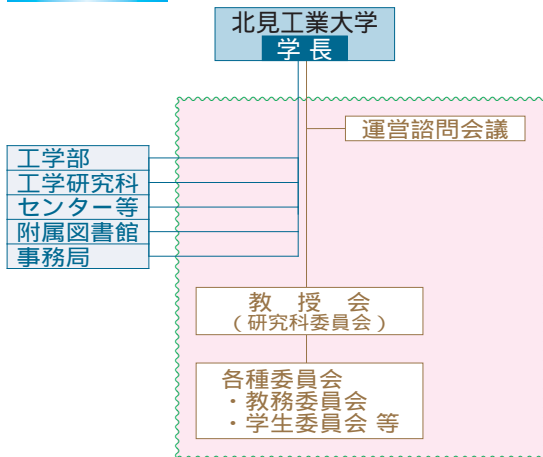 北見工業大学
学長
運営諮問会議
工学部
工学研究科
センター等
附属図書館
事務局
教授会
(研究科委員会)
各種委員会
・教務委員会
・学生委員会 等